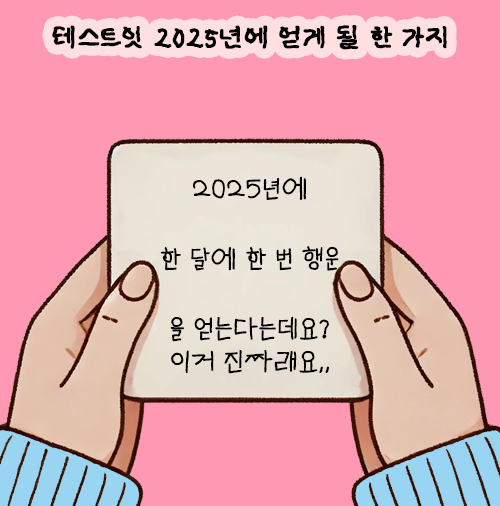 테스트잇 2025년에 얻게 될 한 가지
2025년에
한 달에 한 번 행운
을 얻는다는데요?
이거 진짜래요,,